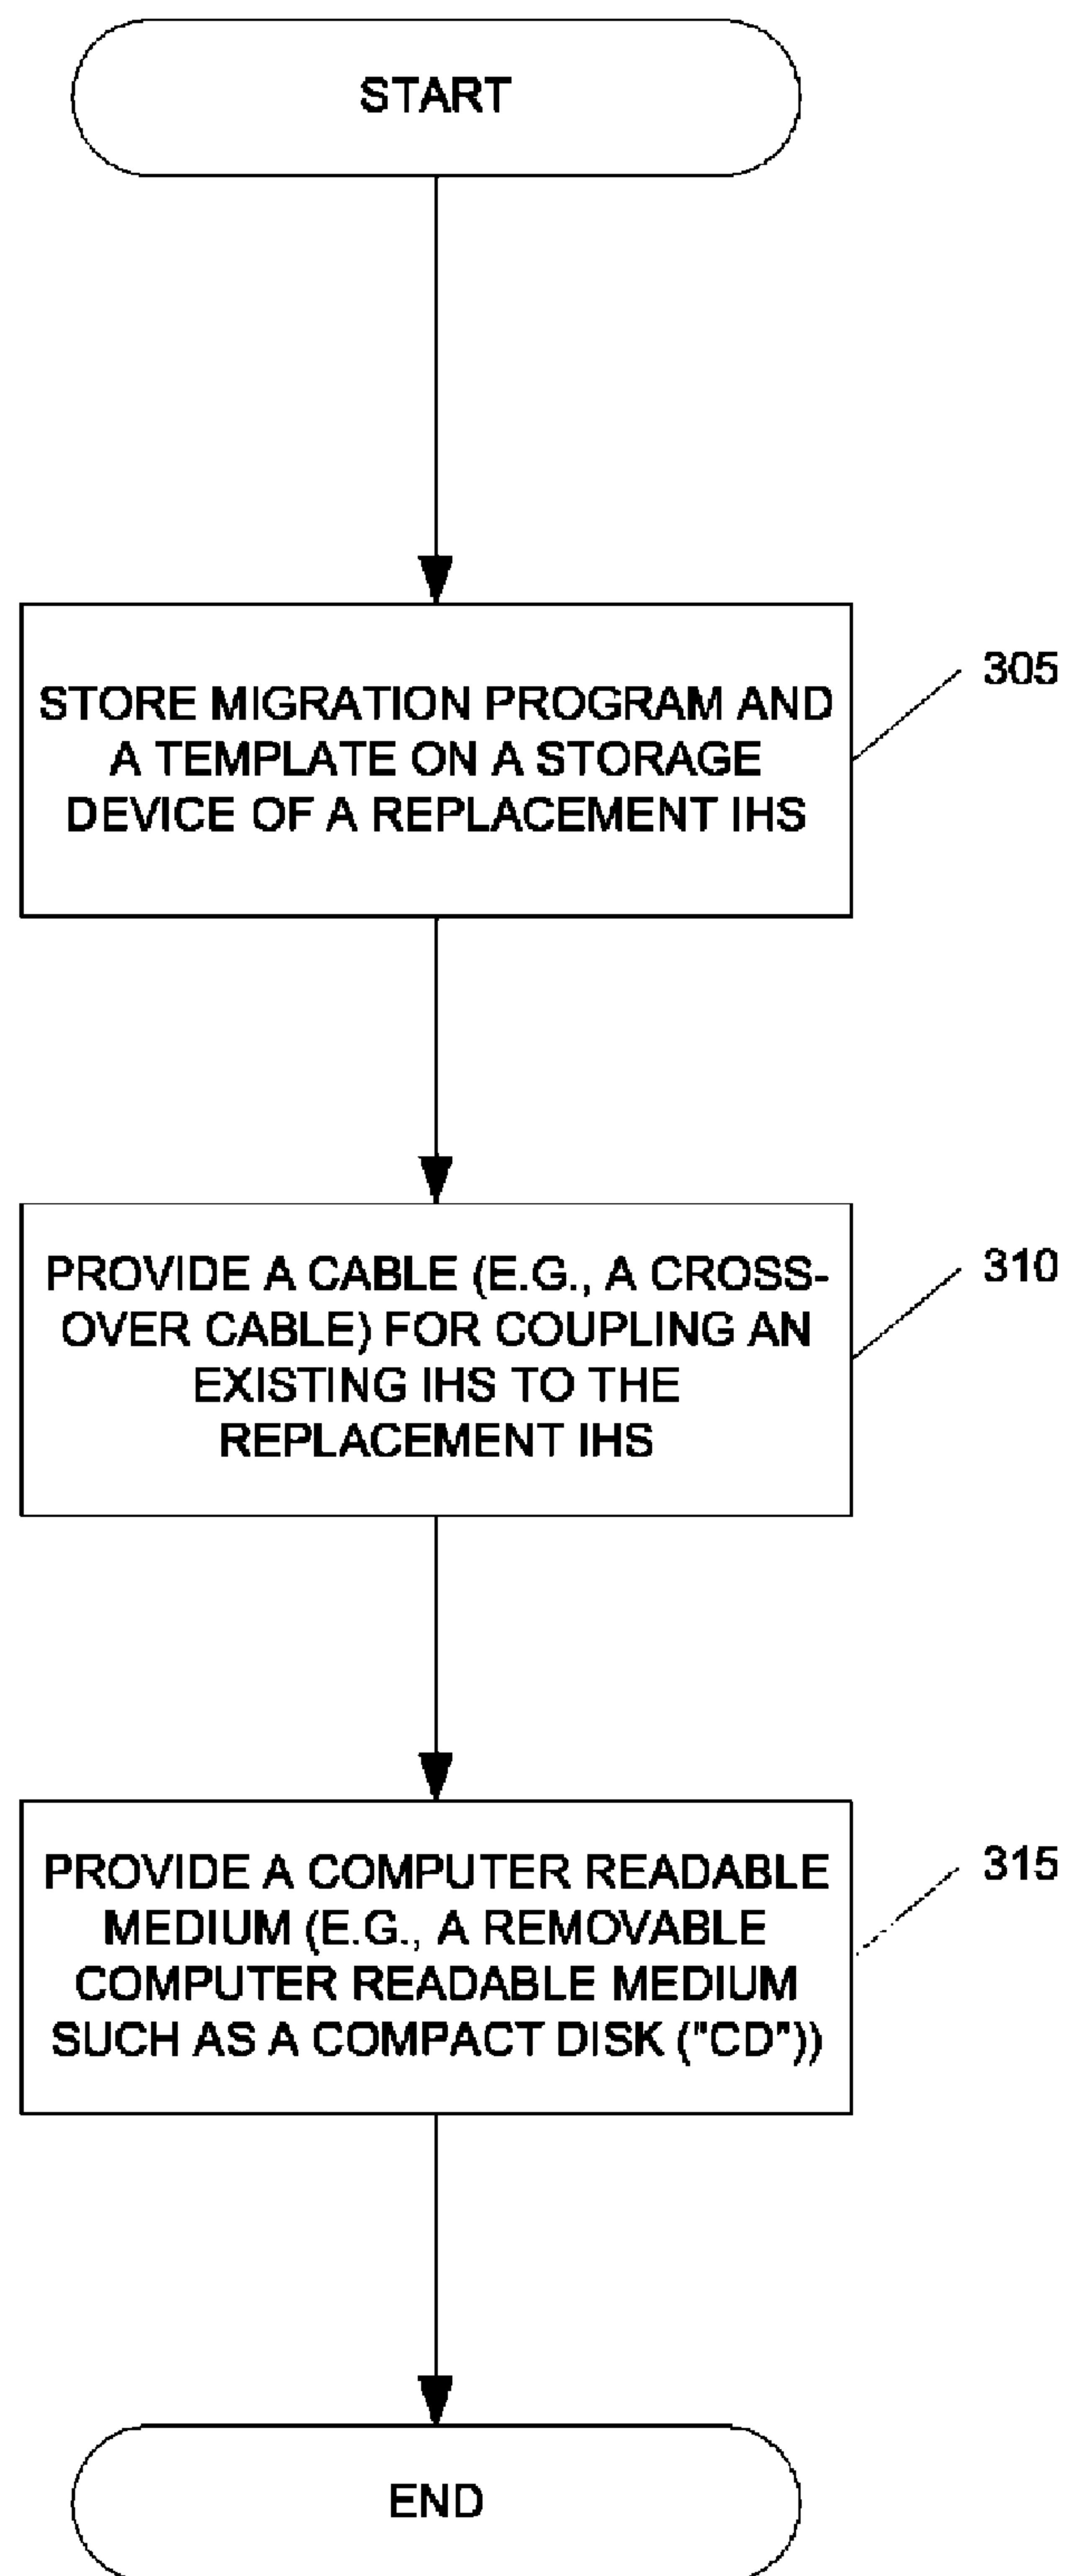 START
STORE MIGRATION PROGRAM AND
A TEMPLATE ON A STORAGE
DEVICE OF A REPLACEMENT IHS
305
PROVIDE A CABLE (E.G., A CROSS-
OVER CABLE) FOR COUPLING AN
EXISTING IHS TO THE
REPLACEMENT IHS
310
PROVIDE A COMPUTER READABLE
MEDIUM (E.G., A REMOVABLE
COMPUTER READABLE MEDIUM
SUCH AS A COMPACT DISK ("CD"))
315
END